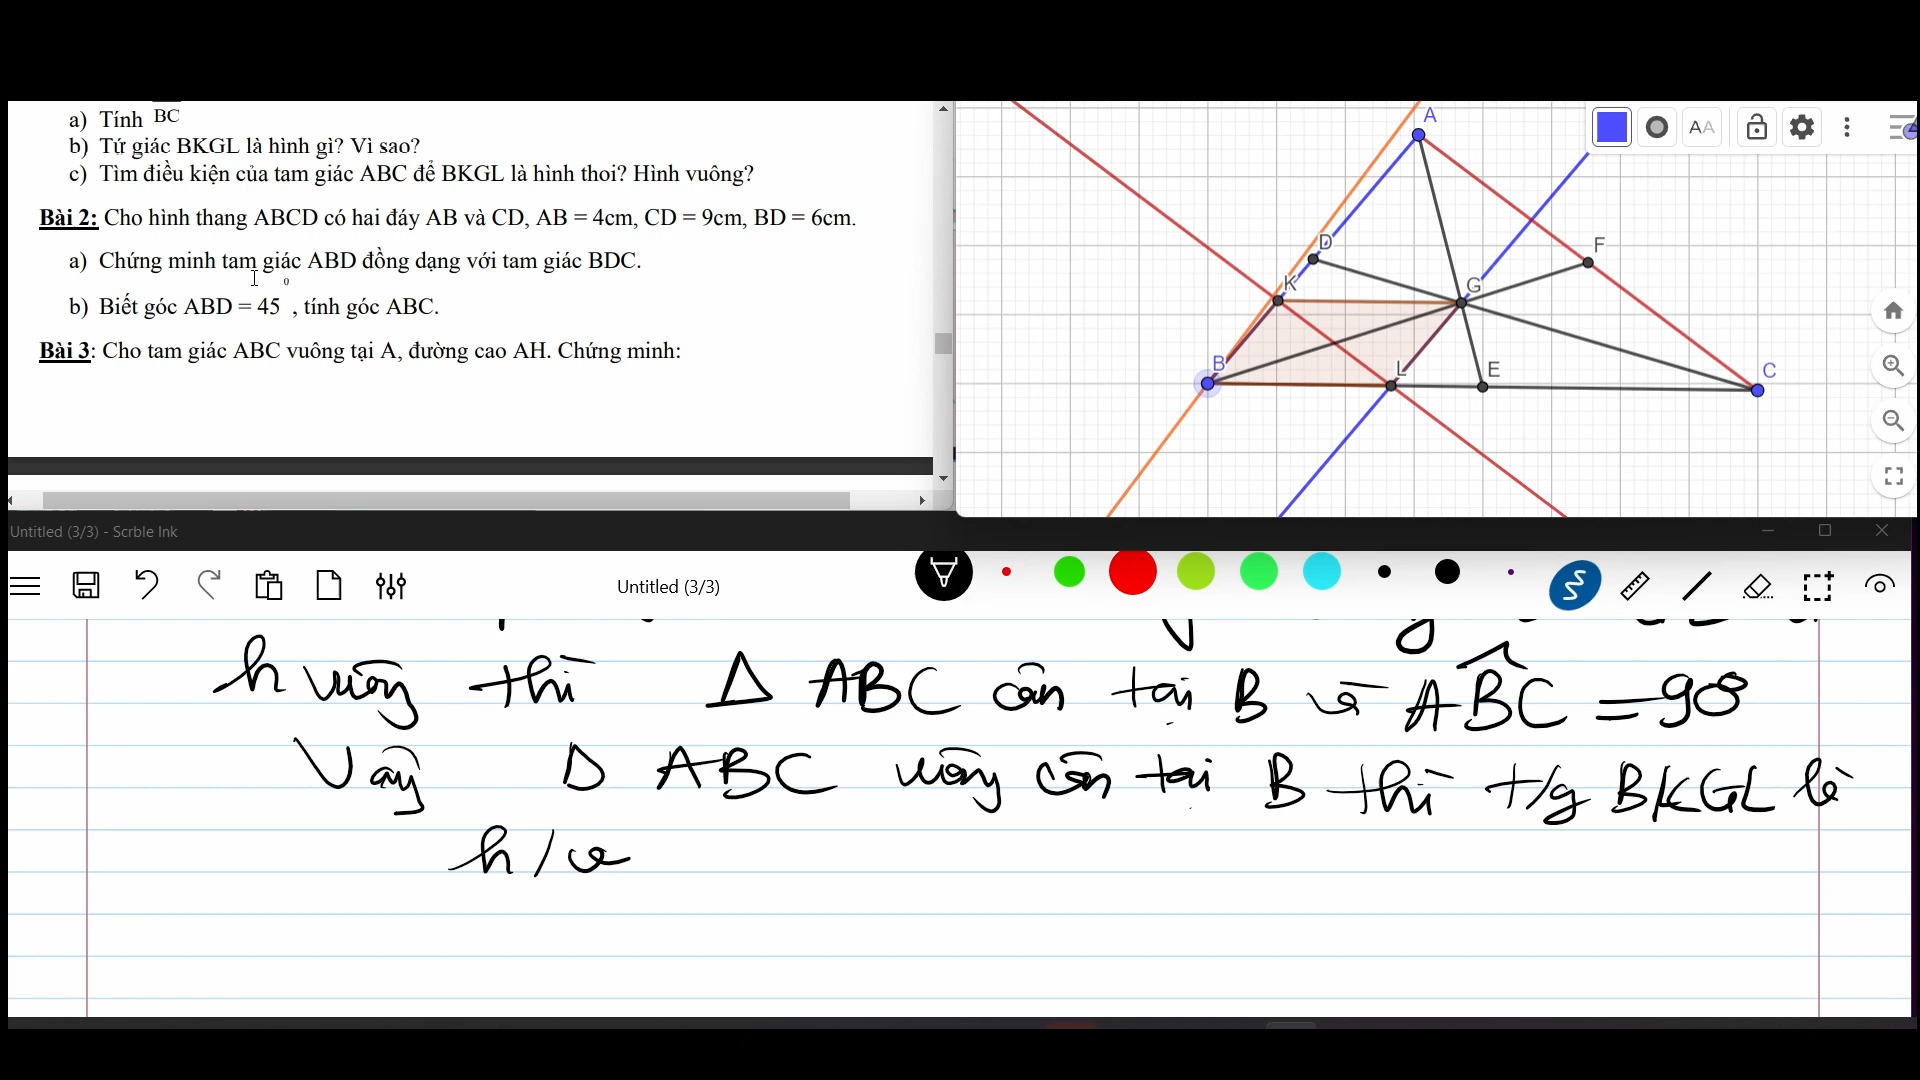 a) Tính BC
b) Tứ giác BKGL là hình gì? Vì sao?
c) Tìm điều kiện của tam giác ABC để BKGL là hình thoi? Hình vuông?
Bài 2: Cho hình thang ABCD có hai đáy AB và CD, AB = 4cm, CD = 9cm, BD = 6cm.
a) Chứng minh tam giác ABD đồng dạng với tam giác BDC.
b) Biết góc ABD = 45 ⁰, tính góc ABC.
Bài 3: Cho tam giác ABC vuông tại A, đường cao AH. Chứng minh:
A
D
F
K
G
B
L
E
C
AA
Untitled (3/3) - Scrble Ink
Untitled (3/3)
h vuông thì Δ ABC cân tại B và ABC = 90°
Vậy Δ ABC vuông cân tại B thì t/g BKGL là
h/v